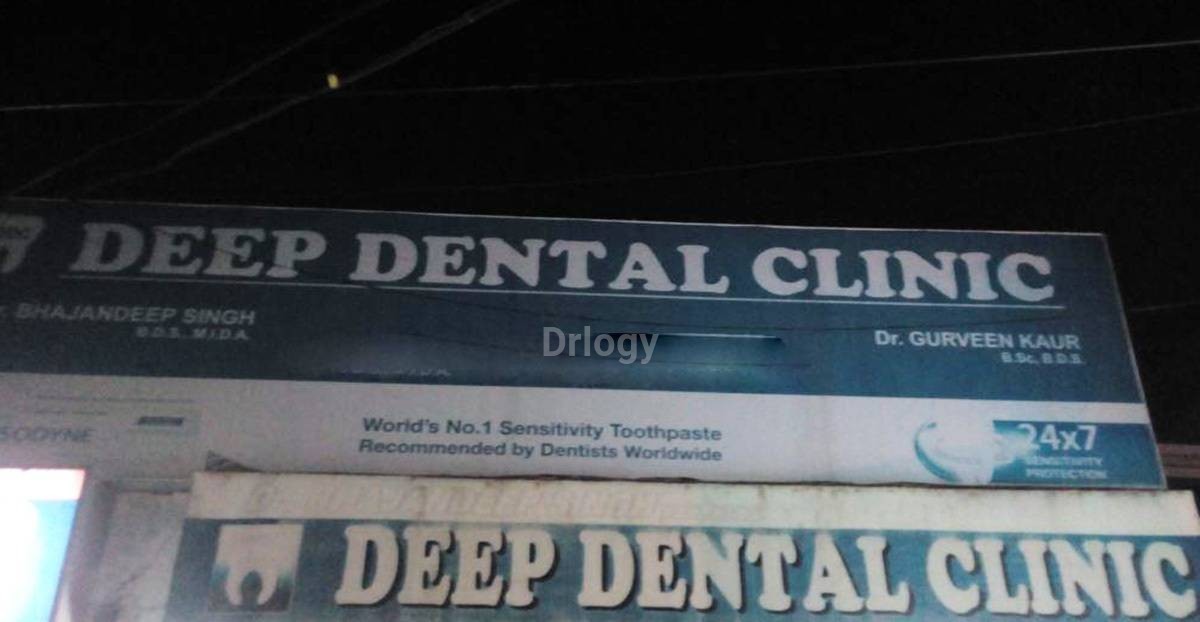 DEEP DENTAL CLINIC
r. BHAJANDEEP SINGH
B.D.S. M.I.D.A.
Drlogy
Dr. GURVEEN KAUR
B.Sc, B.D.S.
SODYNE
World's No.1 Sensitivity Toothpaste
Recommended by Dentists Worldwide
24x7
SENSITIVITY
PROTECTION
DEEP DENTAL CLINIC